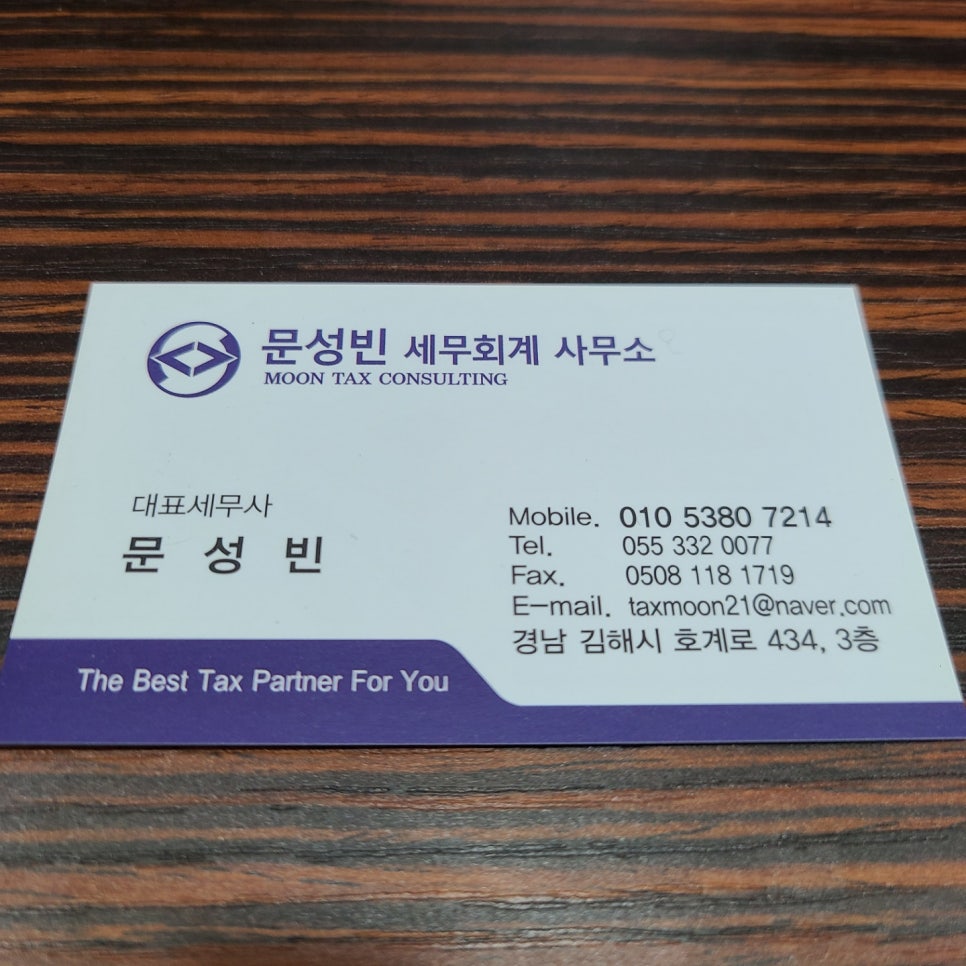 문성빈 세무회계 사무소
MOON TAX CONSULTING
대표세무사
문 성 빈
Mobile. 010 5380 7214
Tel. 055 332 0077
Fax. 0508 118 1719
E-mail. taxmoon21@naver.com
경남 김해시 호계로 434, 3층
The Best Tax Partner For You